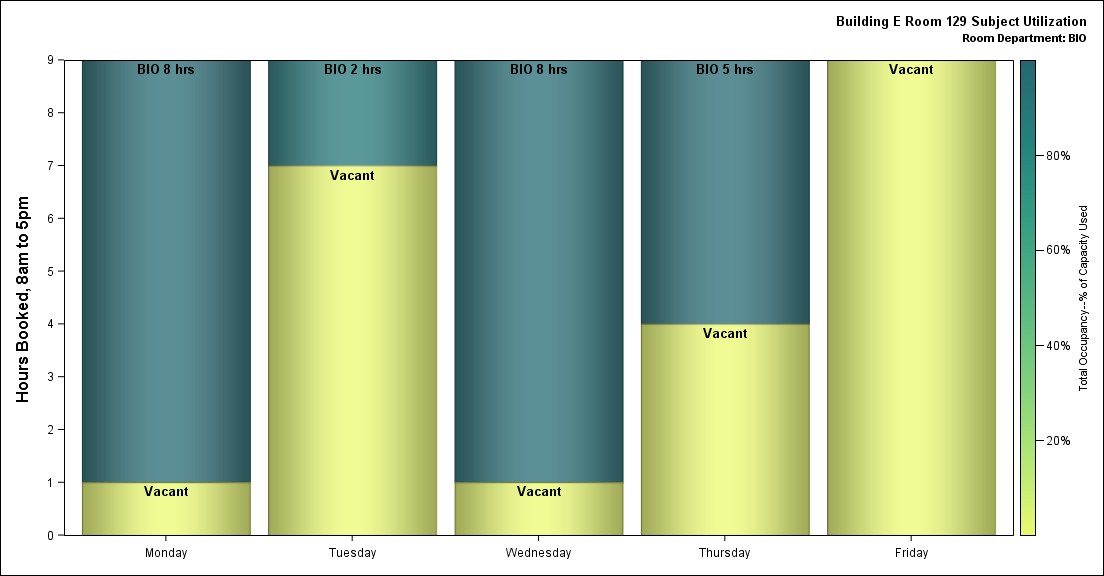 Building E Room 129 Subject Utilization
Room Department: BIO
Hours Booked, 8am to 5pm
9
8
7
6
5
4
3
2
1
0
BIO 8 hrs
Vacant
BIO 2 hrs
Vacant
BIO 8 hrs
Vacant
BIO 5 hrs
Vacant
Vacant
Monday
Tuesday
Wednesday
Thursday
Friday
80%
60%
40%
20%
Total Occupancy--% of Capacity Used